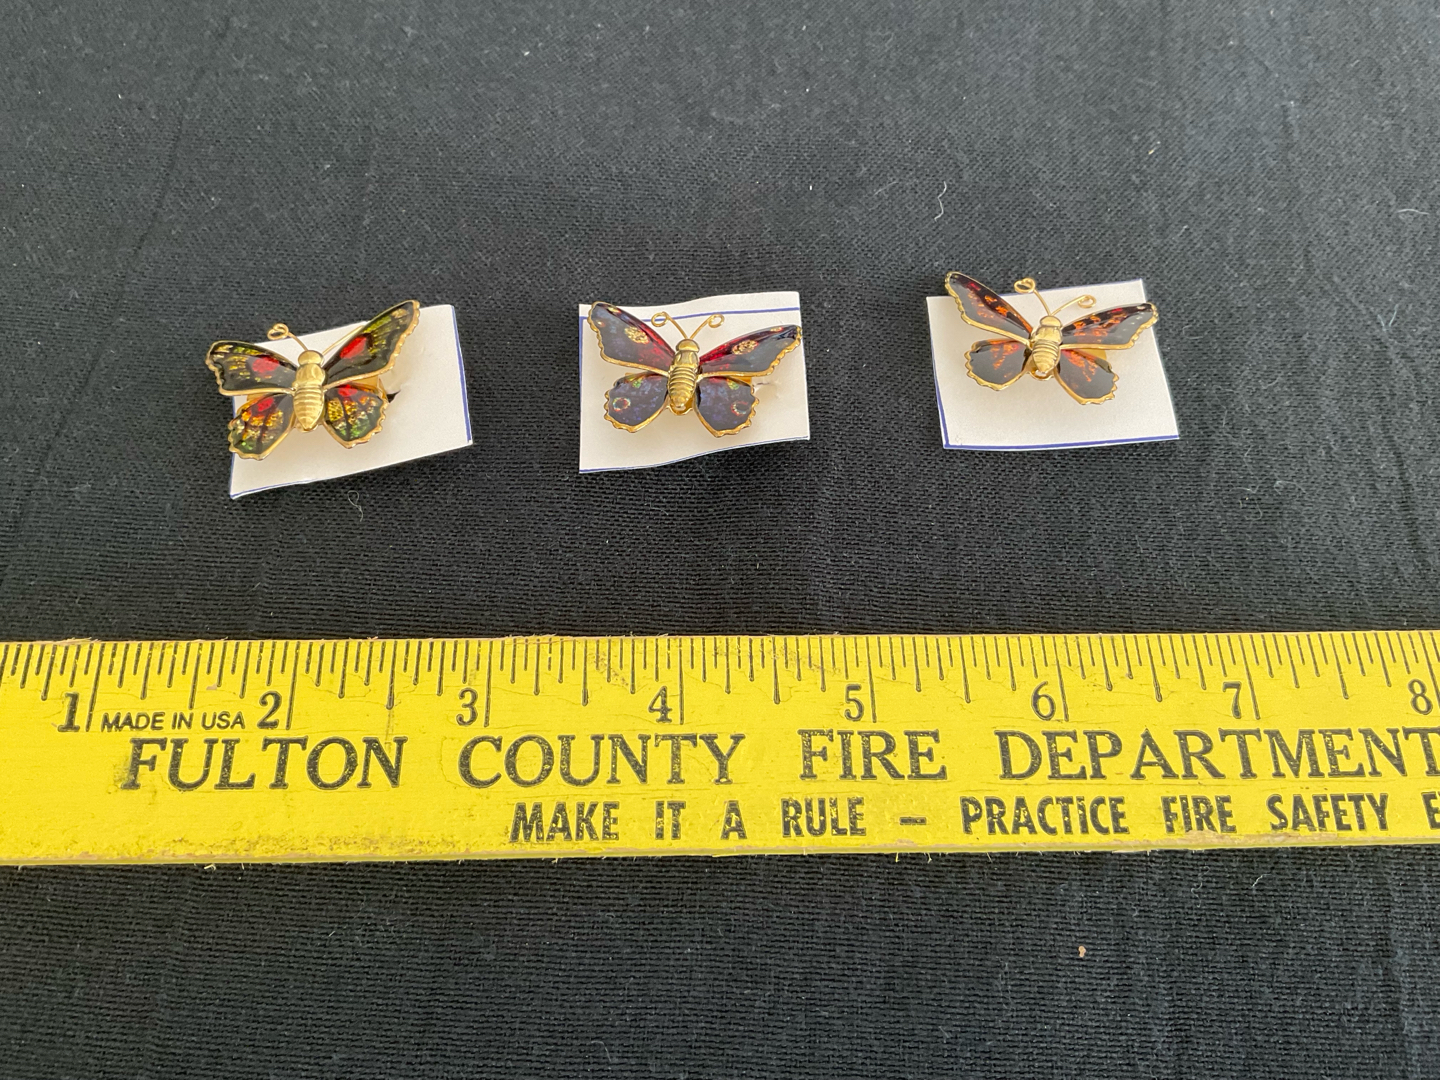 1 2 3 4 5 6 7 8
MADE IN USA
FULTON COUNTY FIRE DEPARTMENT
MAKE IT A RULE – PRACTICE FIRE SAFETY